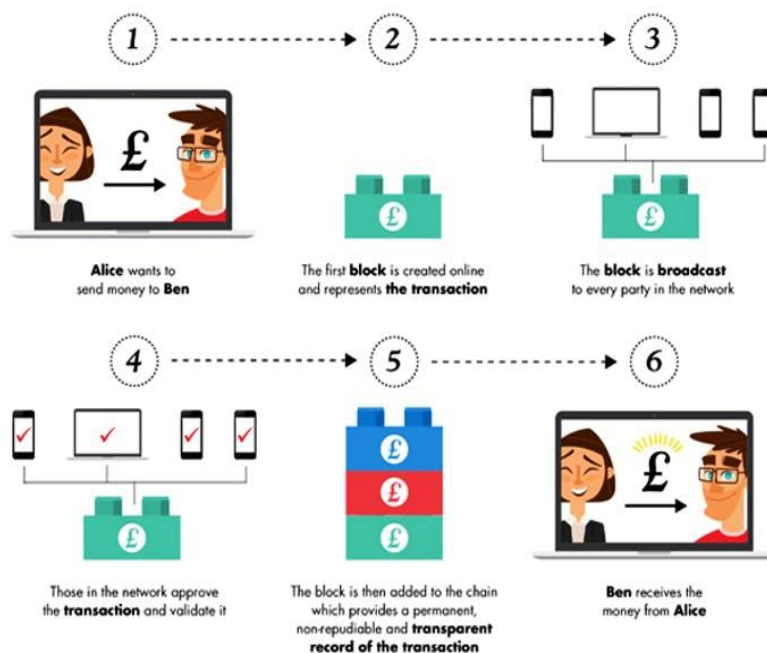 1
2
3
£
£
£
Alice wants to
send money to Ben
The first block is created online
and represents the transaction
The block is broadcast
to every party in the network
4
5
6
£
£
£
£
£
Those in the network approve
the transaction and validate it
The block is then added to the chain
which provides a permanent,
non-repudiable and transparent
record of the transaction
Ben receives the
money from Alice